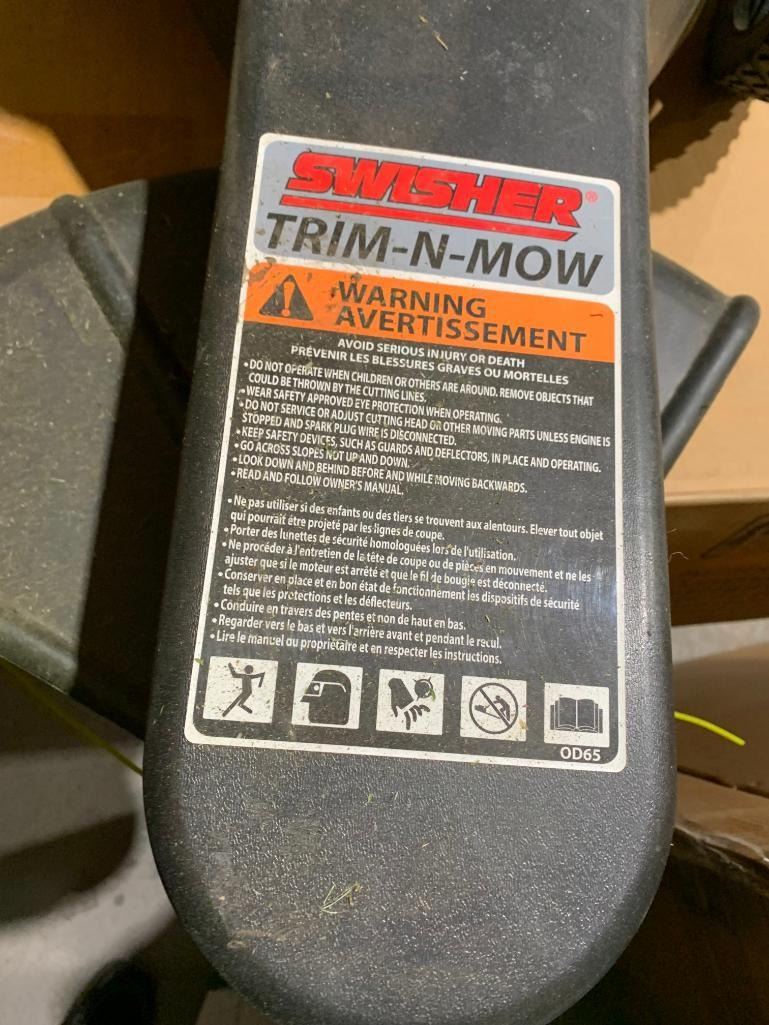 SWISHER®
TRIM-N-MOW
WARNING
AVERTISSEMENT
AVOID SERIOUS INJURY OR DEATH
PRÉVENIR LES BLESSURES GRAVES OU MORTELLES
• DO NOT OPERATE WHEN CHILDREN OR OTHERS ARE AROUND. REMOVE OBJECTS THAT
COULD BE THROWN BY THE CUTTING LINES.
• WEAR SAFETY APPROVED EYE PROTECTION WHEN OPERATING.
• DO NOT SERVICE OR ADJUST CUTTING HEAD OR OTHER MOVING PARTS UNLESS ENGINE IS
STOPPED AND SPARK PLUG WIRE IS DISCONNECTED.
• KEEP SAFETY DEVICES, SUCH AS GUARDS AND DEFLECTORS, IN PLACE AND OPERATING.
• GO ACROSS SLOPES NOT UP AND DOWN.
• LOOK DOWN AND BEHIND BEFORE AND WHILE MOVING BACKWARDS.
• READ AND FOLLOW OWNER'S MANUAL.
• Ne pas utiliser si des enfants ou des tiers se trouvent aux alentours. Elever tout objet
qui pourrait être projeté par les lignes de coupe.
• Porter des lunettes de sécurité homologuées lors de l'utilisation.
• Ne procéder à l'entretien de la tête de coupe ou de pièces en mouvement et ne les
ajuster que si le moteur est arrêté et que le fil de bougie est déconnecté.
• Conserver en place et en bon état de fonctionnement les dispositifs de sécurité
tels que les protections et les déflecteurs.
• Conduire en travers des pentes et non de haut en bas.
• Regarder vers le bas et vers l'arrière avant et pendant le recul.
• Lire le manuel du propriétaire et en respecter les instructions.
OD65